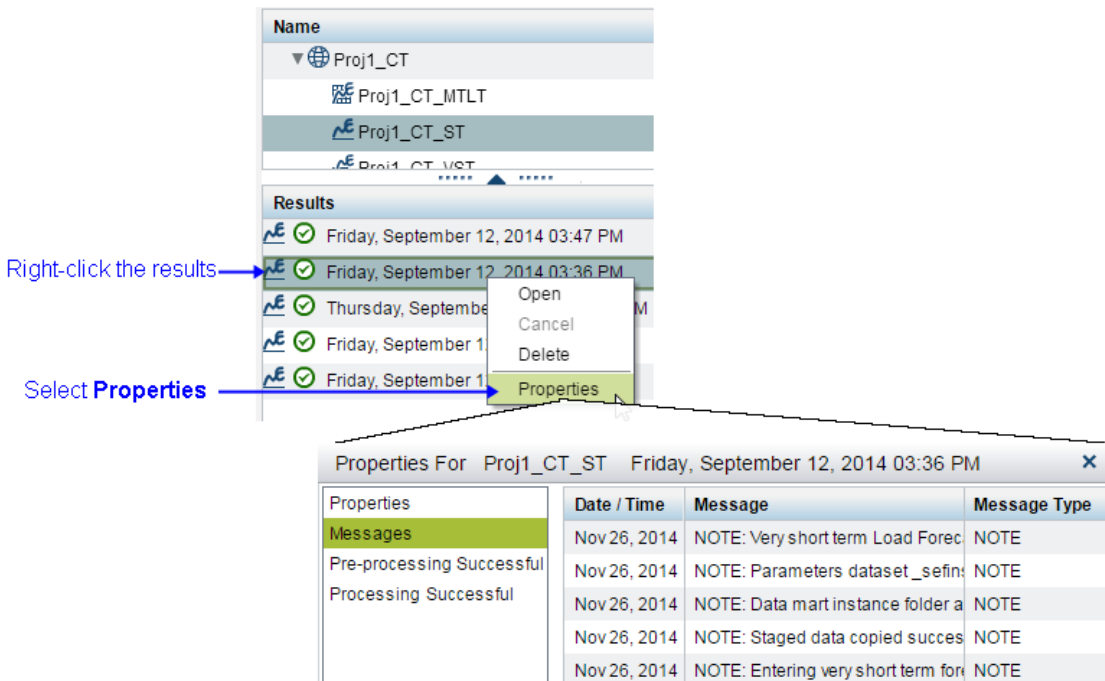 Name
Proj1_CT
Proj1_CT_MTLT
Proj1_CT_ST
Proj1_CT_VST
Results
Friday, September 12, 2014 03:47 PM
Right-click the results
Friday, September 12, 2014 03:36 PM
Open
Thursday, Septembe M
Cancel
Friday, September 1
Delete
Select Properties
Friday, September 1
Properties
Properties For Proj1_CT_ST Friday, September 12, 2014 03:36 PM
Properties Date / Time Message Message Type
Messages Nov 26, 2014 NOTE: Very short term Load Forec NOTE
Pre-processing Successful Nov 26, 2014 NOTE: Parameters dataset _sefins NOTE
Processing Successful Nov 26, 2014 NOTE: Data mart instance folder a NOTE
Nov 26, 2014 NOTE: Staged data copied succes NOTE
Nov 26, 2014 NOTE: Entering very short term for NOTE